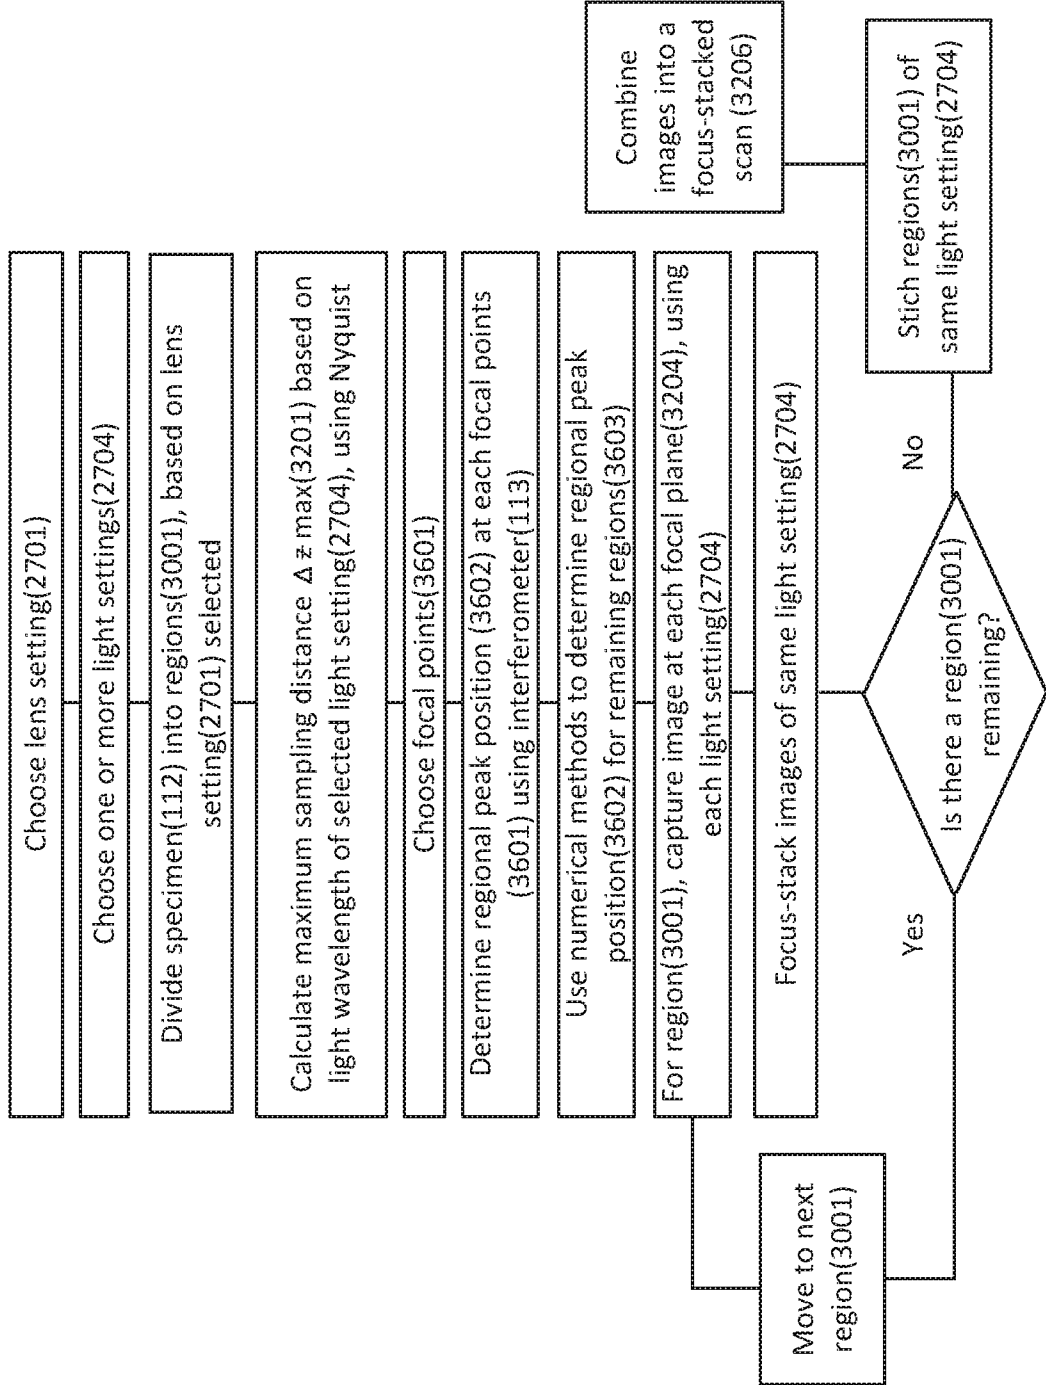 Choose lens setting(2701)
Choose one or more light settings(2704)
Divide specimen(112) into regions(3001), based on lens
setting(2701) selected
Calculate maximum sampling distance Δ z max(3201) based on
light wavelength of selected light setting(2704), using Nyquist
Choose focal points(3601)
Determine regional peak position (3602) at each focal points
(3601) using interferometer(113)
Use numerical methods to determine regional peak
position(3602) for remaining regions(3603)
For region(3001), capture image at each focal plane(3204), using
each light setting(2704)
Focus-stack images of same light setting(2704)
Is there a region(3001)
remaining?
Yes
No
Move to next
region(3001)
Stich regions(3001) of
same light setting(2704)
Combine
images into a
focus-stacked
scan (3206)